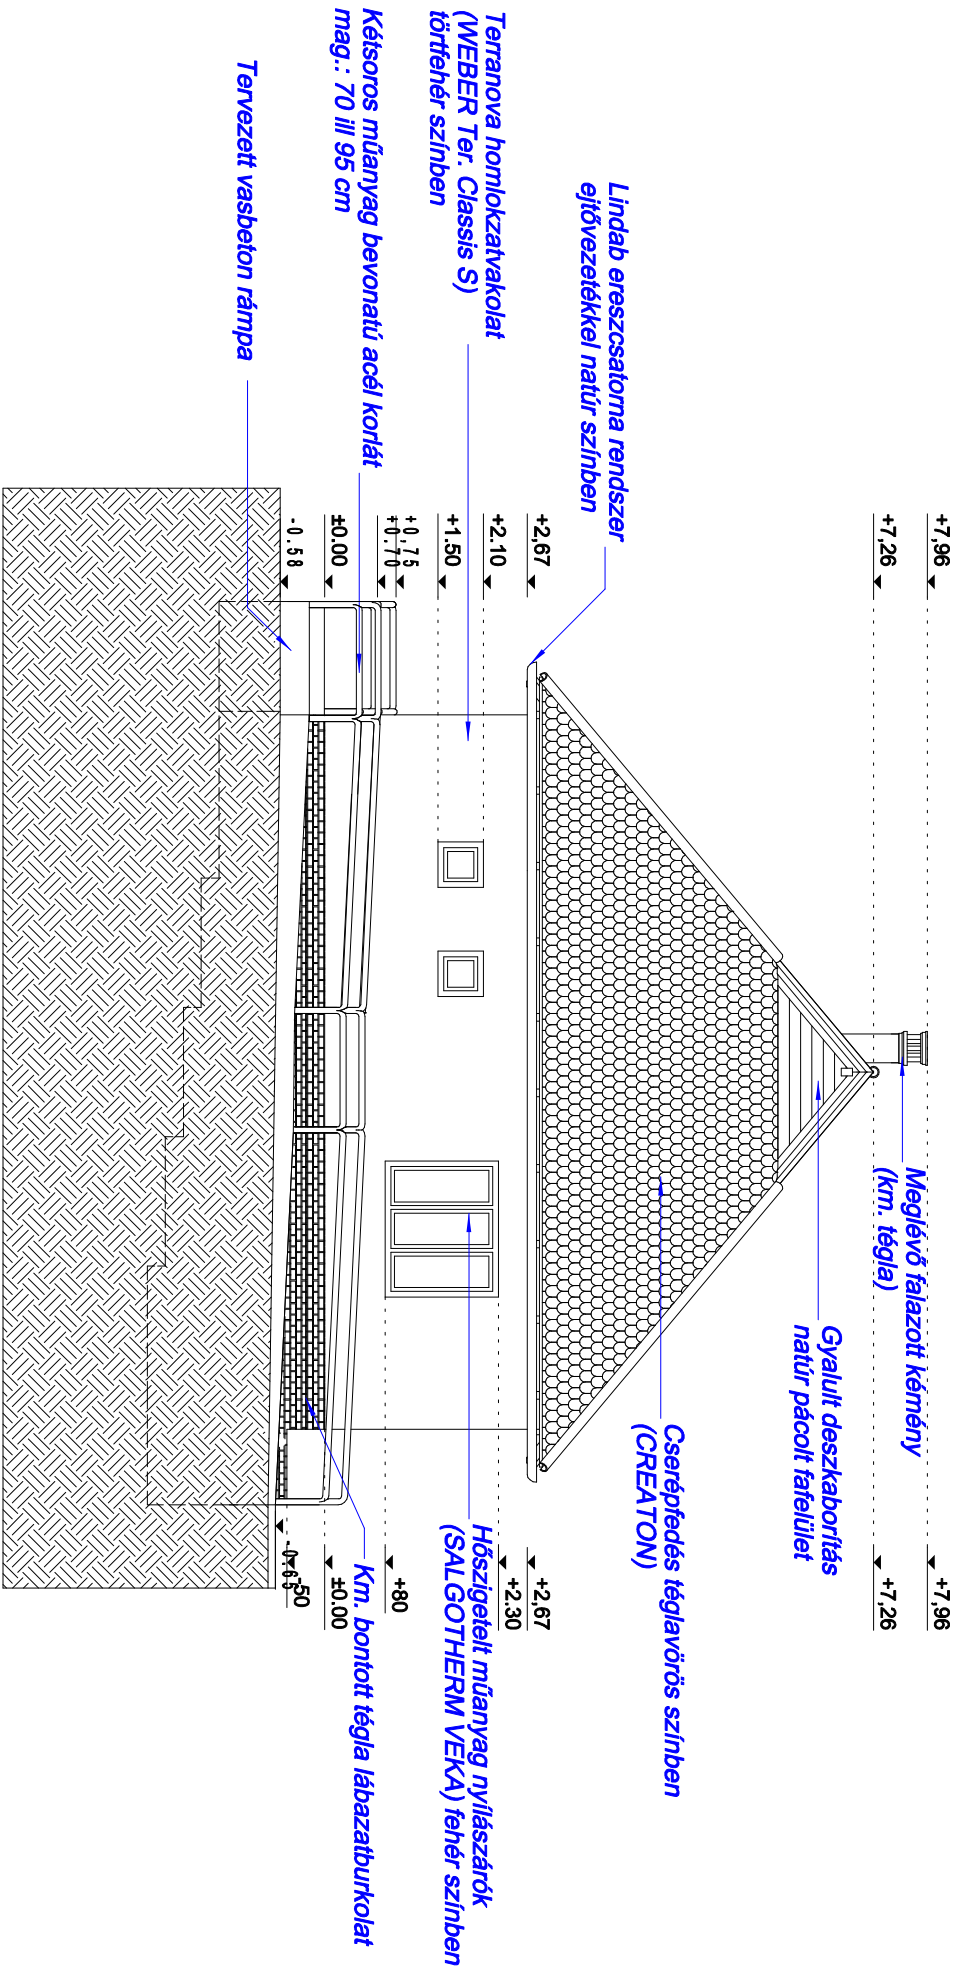 +7,96
+7,26
+2,67
+2.10
+1.50
+0,75
+0.70
±0.00
-0.58
Lindab ereszcsatorna rendszer
ejtővezetékkel natúr színben
Terranova homlokzatvakolat
(WEBER Ter. Classis S)
törtfehér színben
Kétsoros műanyag bevonatú acél korlát
mag.: 70 ill 95 cm
Tervezett vasbeton rámpa
Meglévő falazott kémény
(km. tégla)
Gyalult deszkaborítás
natúr pácolt fafelület
Cserépfedés téglavörös színben
(CREATON)
Hőszigetelt műanyag nyílászárók
(SALGOTHERM VEKA) fehér színben
Km. bontott tégla lábazatburkolat
+7,96
+7,26
+2,67
+2.30
+80
±0.00
-50
-0.65